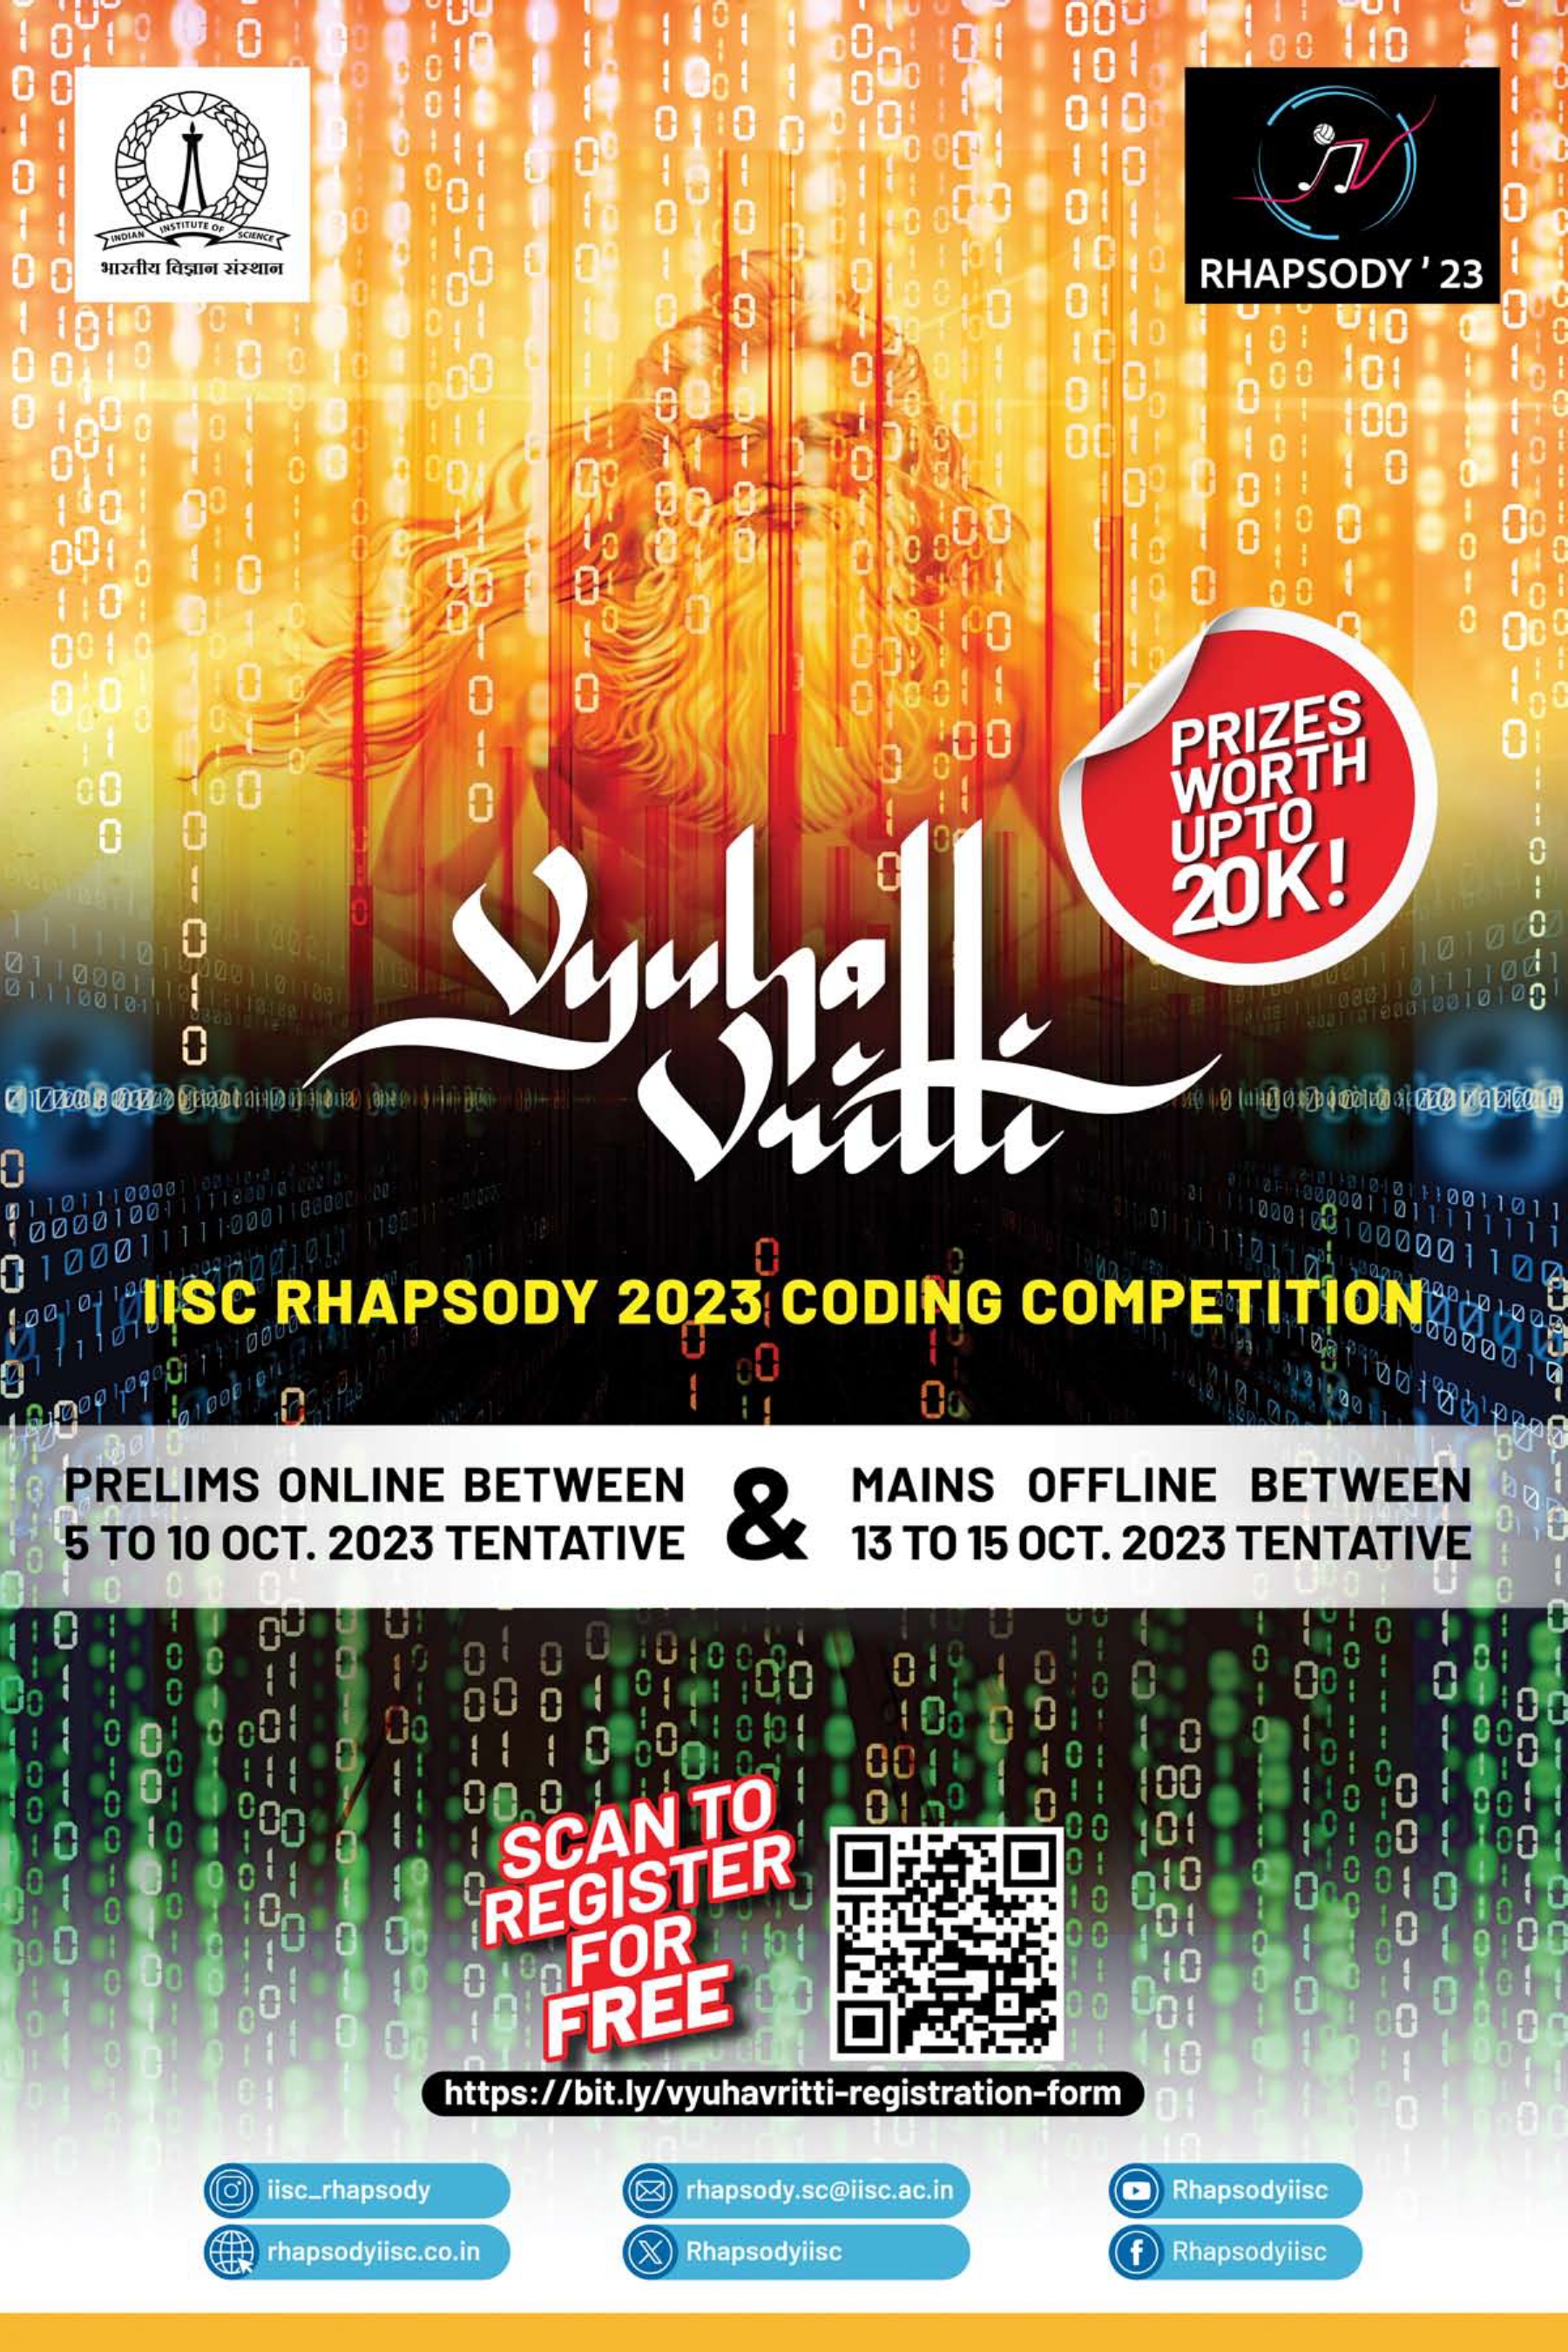 INDIAN INSTITUTE OF SCIENCE
भारतीय विज्ञान संस्थान
RHAPSODY ' 23
PRIZES
WORTH
UPTO
20K!
Vyuha
Vritti
IISC RHAPSODY 2023 CODING COMPETITION
PRELIMS ONLINE BETWEEN
5 TO 10 OCT. 2023 TENTATIVE
&
MAINS OFFLINE BETWEEN
13 TO 15 OCT. 2023 TENTATIVE
SCAN TO
REGISTER
FOR
FREE
https://bit.ly/vyuhavritti-registration-form
iisc_rhapsody
rhapsody.sc@iisc.ac.in
Rhapsodyiisc
rhapsodyiisc.co.in
Rhapsodyiisc
Rhapsodyiisc